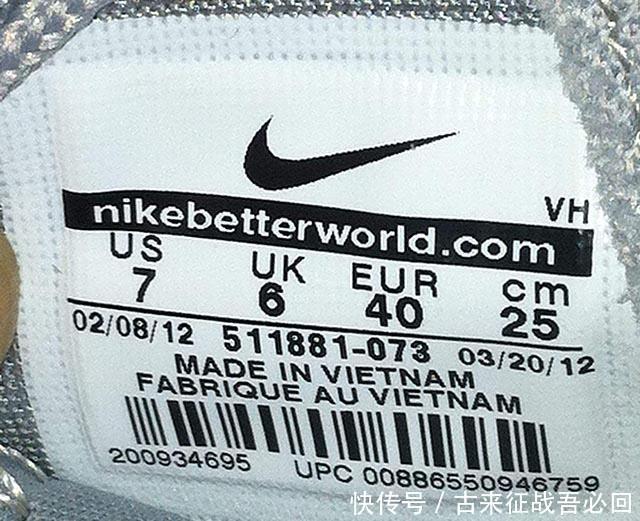 VH
nikebetterworld.com
US UK EUR cm
7 6 40 25
02/08/12 511881-073 03/20/12
MADE IN VIETNAM
FABRIQUE AU VIETNAM
200934695 UPC 00886550946759
快传号 / 古来征战吾必回